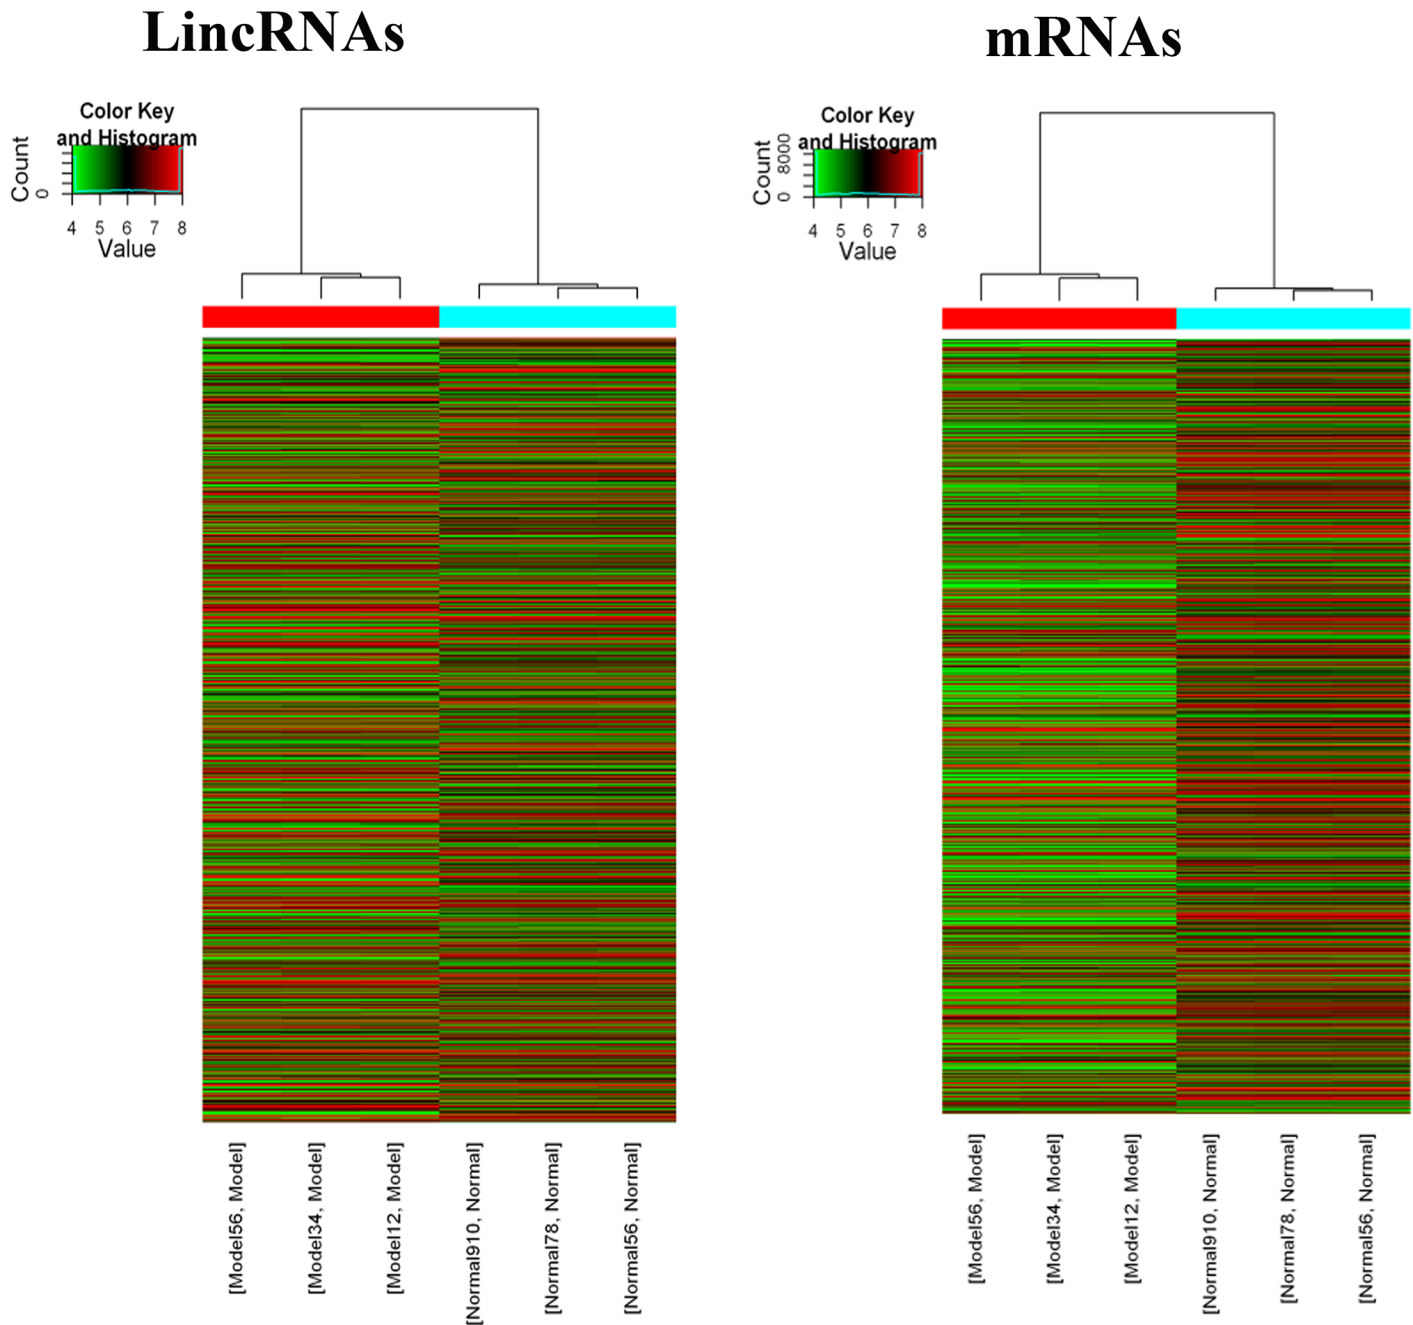 LincRNAs
Color Key
and Histogram
Count
0
4 5 6 7 8
Value
[Model56, Model]
[Model34, Model]
[Model12, Model]
[Normal910, Normal]
[Normal78, Normal]
[Normal56, Normal]
mRNAs
Color Key
and Histogram
Count
0 8000
4 5 6 7 8
Value
[Model56, Model]
[Model34, Model]
[Model12, Model]
[Normal910, Normal]
[Normal78, Normal]
[Normal56, Normal]